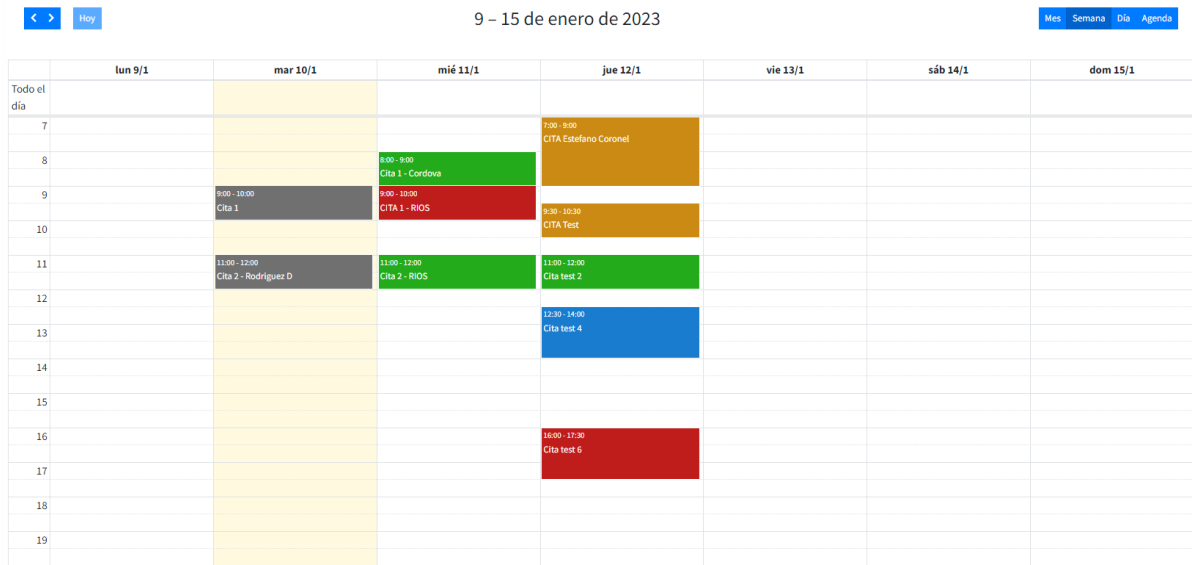 Hoy
9 – 15 de enero de 2023
Mes Semana Día Agenda
lun 9/1 mar 10/1 mié 11/1 jue 12/1 vie 13/1 sáb 14/1 dom 15/1
Todo el
día
7
7:00 - 9:00
CITA Estefano Coronel
8
8:00 - 9:00
Cita 1 - Cordova
9
9:00 - 10:00
Cita 1
9:00 - 10:00
CITA 1 - RIOS
9:30 - 10:30
CITA Test
10
11
11:00 - 12:00
Cita 2 - Rodriguez D
11:00 - 12:00
Cita 2 - RIOS
11:00 - 12:00
Cita test 2
12
12:30 - 14:00
Cita test 4
13
14
15
16
16:00 - 17:30
Cita test 6
17
18
19